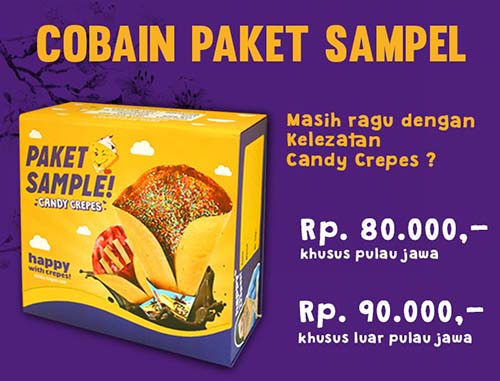 COBAIN PAKET SAMPEL
Masih ragu dengan
Kelezatan
Candy Crepes ?
Rp. 80.000,-
khusus pulau jawa
Rp. 90.000,-
khusus luar pulau jawa
PAKET
SAMPLE!
CANDY CREPES
happy
with crepes!